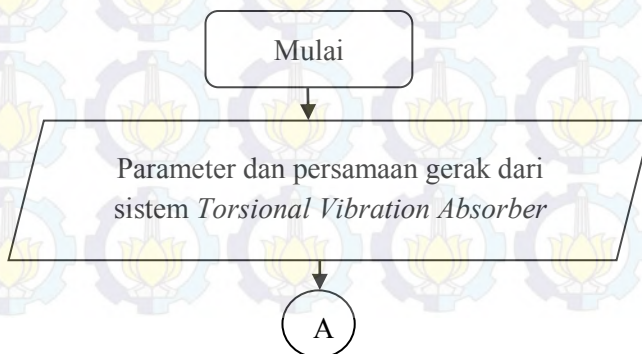 Mulai
Parameter dan persamaan gerak dari
sistem Torsional Vibration Absorber
A